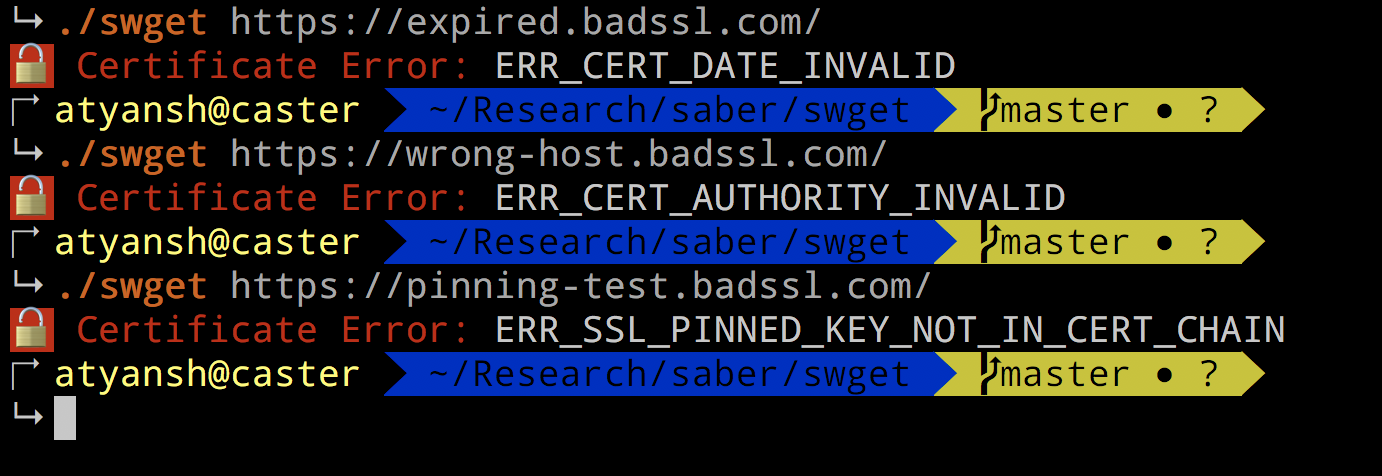 ↳ ./swget https://expired.badssl.com/
🔒 Certificate Error: ERR_CERT_DATE_INVALID
┌→ atyansh@caster ~/Research/saber/swget master ● ?
↳ ./swget https://wrong-host.badssl.com/
🔒 Certificate Error: ERR_CERT_AUTHORITY_INVALID
┌→ atyansh@caster ~/Research/saber/swget master ● ?
↳ ./swget https://pinning-test.badssl.com/
🔒 Certificate Error: ERR_SSL_PINNED_KEY_NOT_IN_CERT_CHAIN
┌→ atyansh@caster ~/Research/saber/swget master ● ?
↳